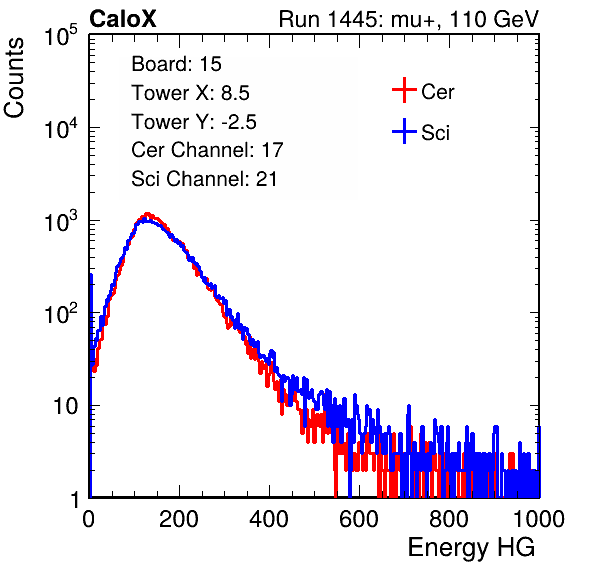 CaloX Run 1445: mu+, 110 GeV
Counts
10^5
10^4
10^3
10^2
10
1
Board: 15
Tower X: 8.5
Tower Y: -2.5
Cer Channel: 17
Sci Channel: 21
Cer
Sci
0 200 400 600 800 1000
Energy HG